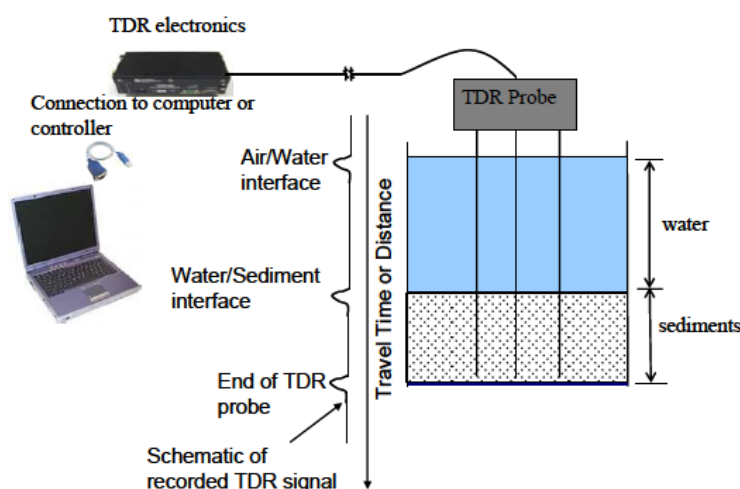 TDR electronics
TDR Probe
Connection to computer or
controller
Air/Water
interface
water
Water/Sediment
interface
Travel Time or Distance
sediments
End of TDR
probe
Schematic of
recorded TDR signal